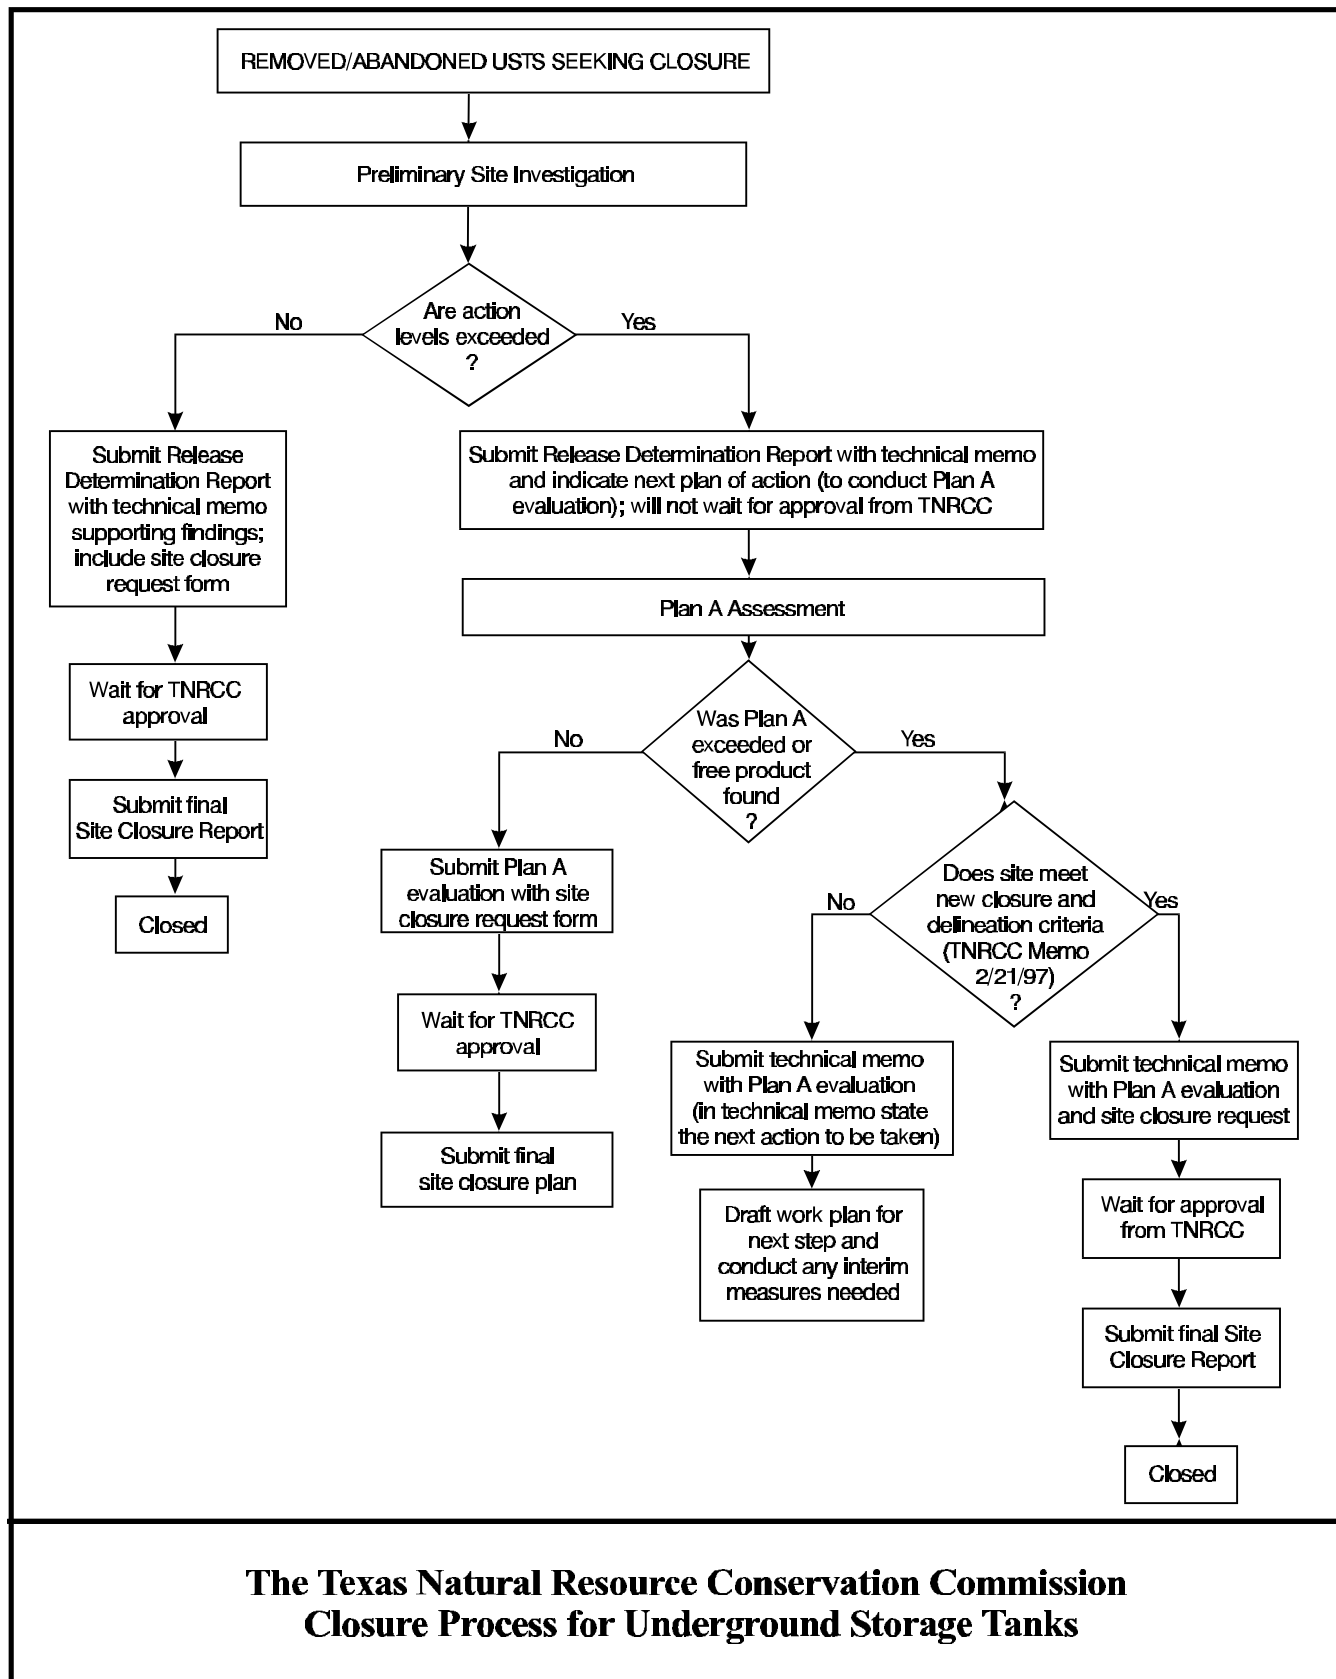 REMOVED/ABANDONED USTS SEEKING CLOSURE
Preliminary Site Investigation
Are action
levels exceeded
?
No
Yes
Submit Release
Determination Report
with technical memo
supporting findings;
include site closure
request form
Submit Release Determination Report with technical memo
and indicate next plan of action (to conduct Plan A
evaluation); will not wait for approval from TNRCC
Plan A Assessment
Wait for TNRCC
approval
Was Plan A
exceeded or
free product
found
?
No
Yes
Submit final
Site Closure Report
Closed
Submit Plan A
evaluation with site
closure request form
Does site meet
new closure and
delineation criteria
(TNRCC Memo
2/21/97)
?
No
Yes
Wait for TNRCC
approval
Submit final
site closure plan
Submit technical memo
with Plan A evaluation
(in technical memo state
the next action to be taken)
Draft work plan for
next step and
conduct any interim
measures needed
Submit technical memo
with Plan A evaluation
and site closure request
Wait for approval
from TNRCC
Submit final Site
Closure Report
Closed
The Texas Natural Resource Conservation Commission
Closure Process for Underground Storage Tanks